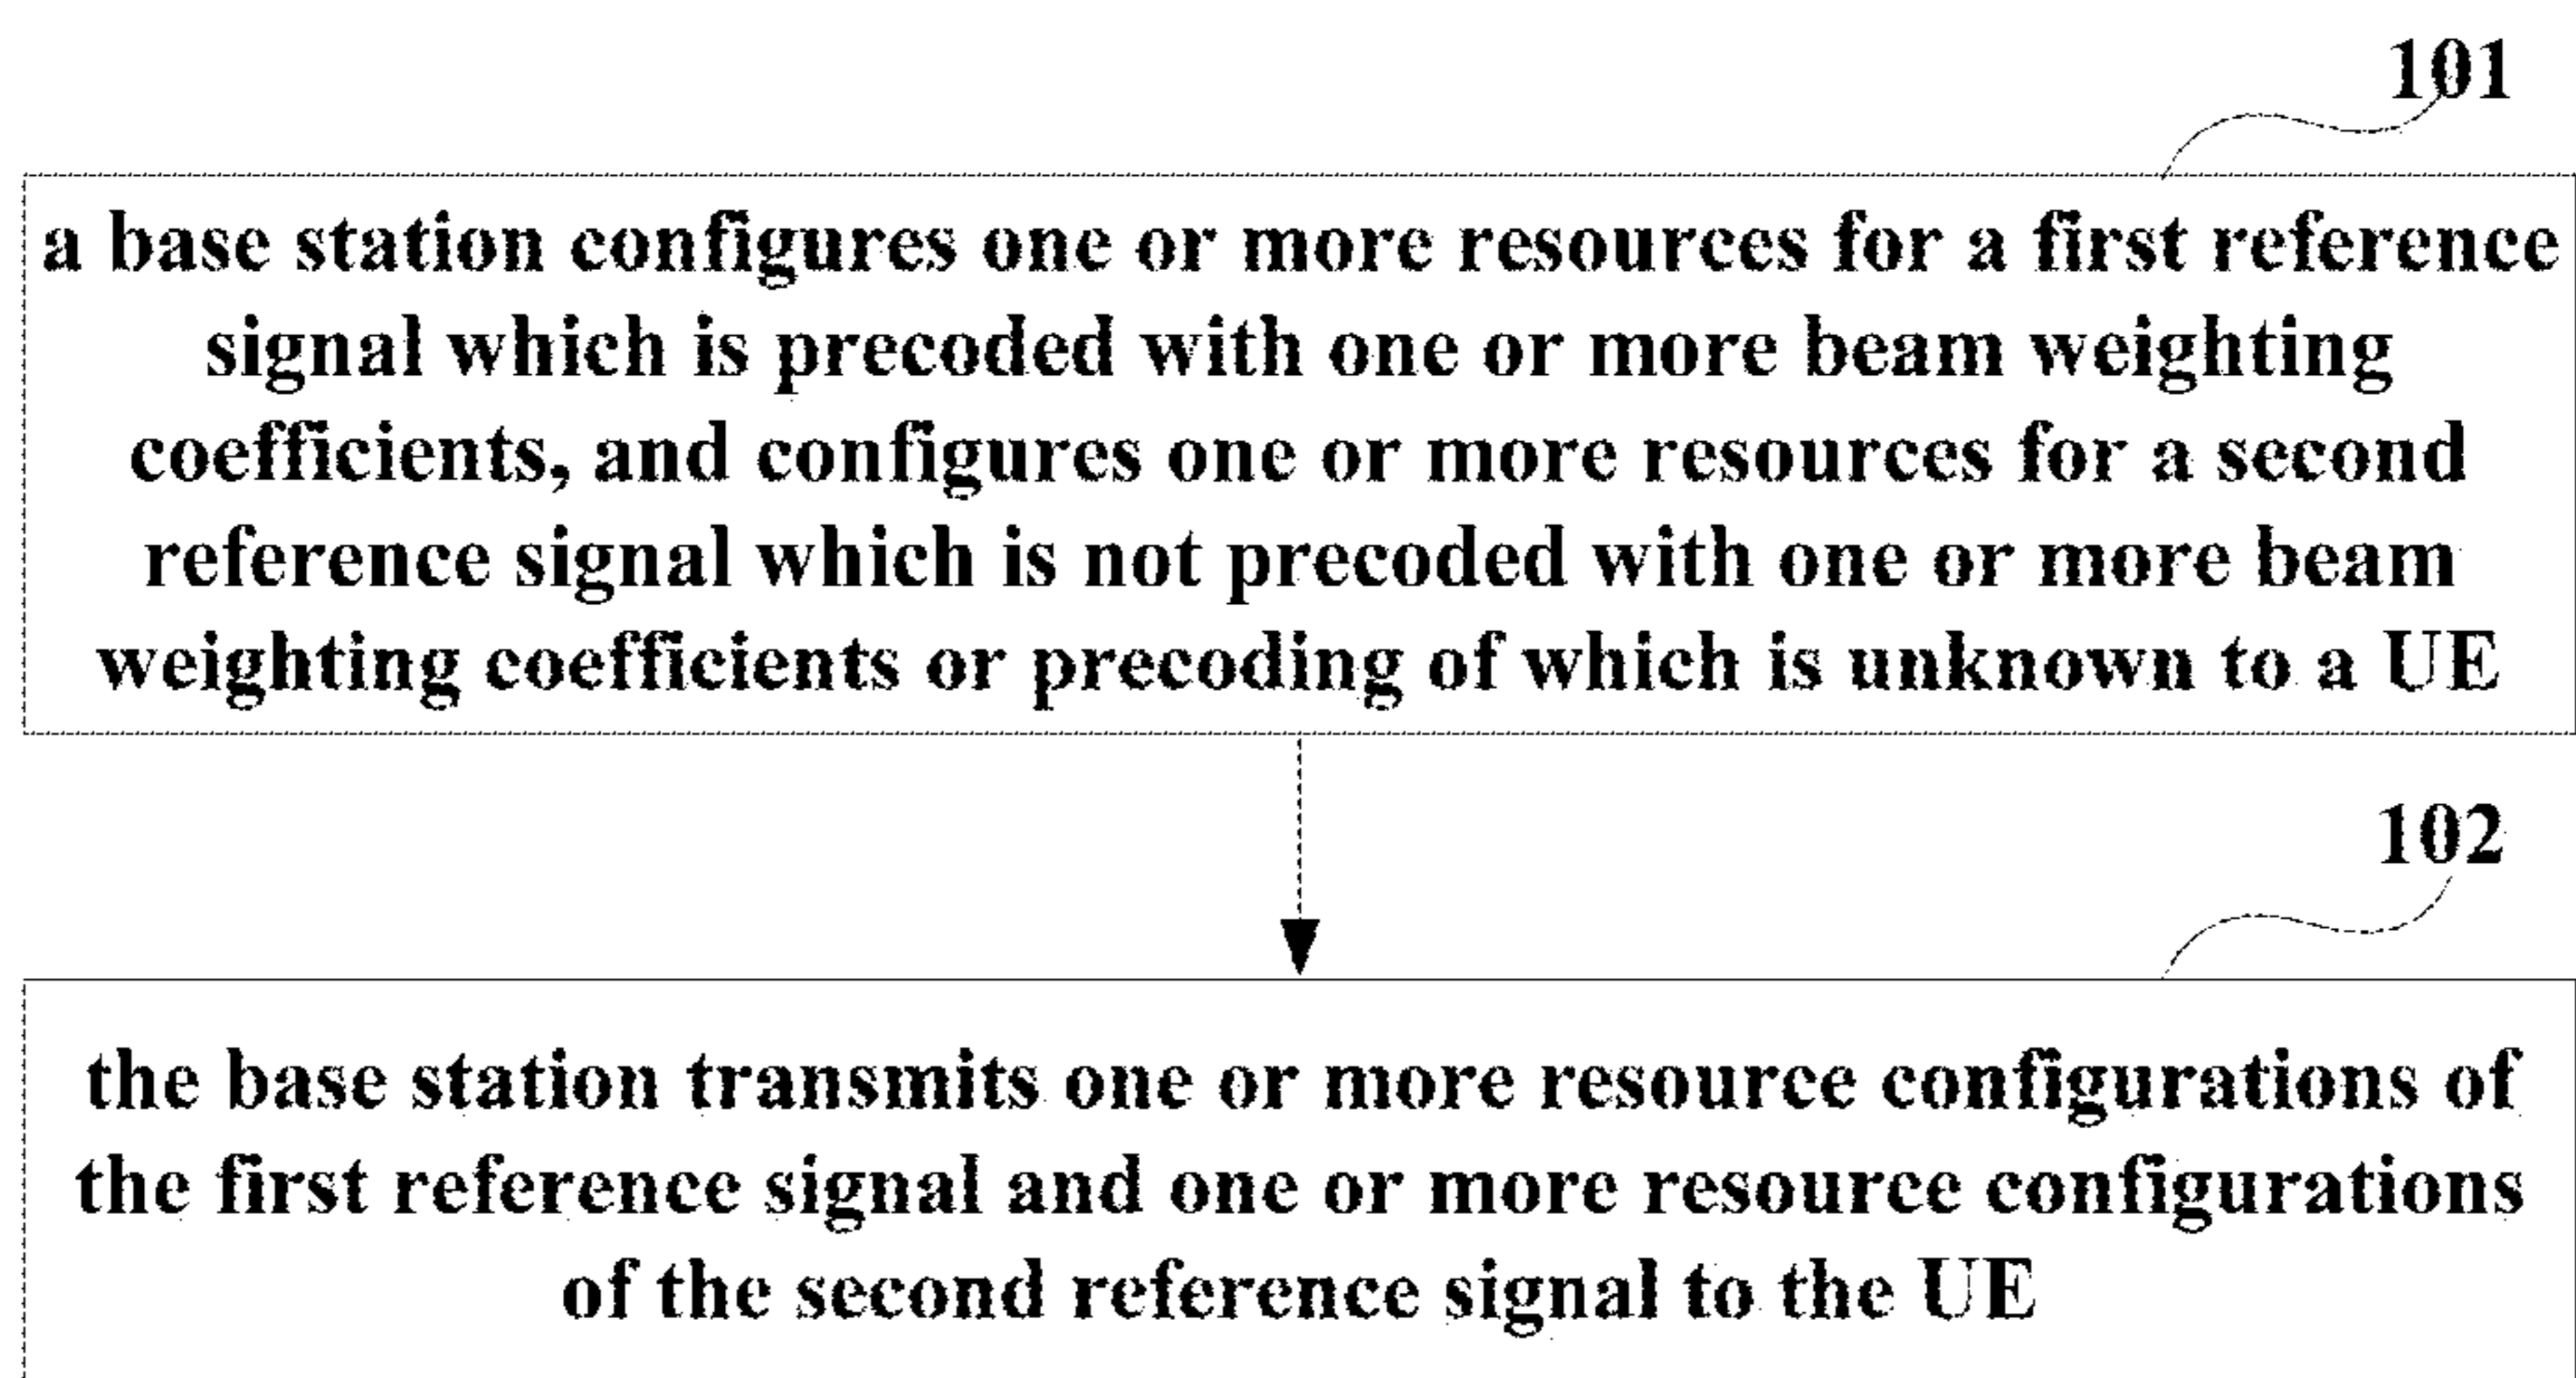 101
a base station configures one or more resources for a first reference
signal which is precoded with one or more beam weighting
coefficients, and configures one or more resources for a second
reference signal which is not precoded with one or more beam
weighting coefficients or precoding of which is unknown to a UE
102
the base station transmits one or more resource configurations of
the first reference signal and one or more resource configurations
of the second reference signal to the UE